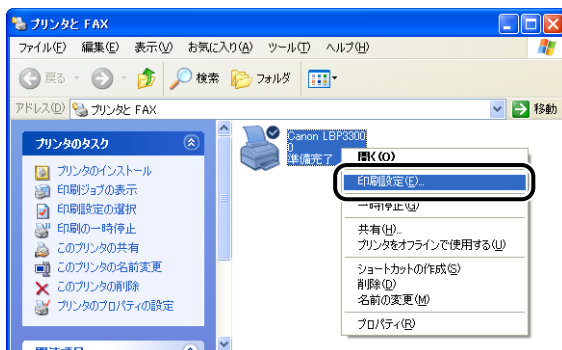 プリンタと FAX
ファイル(F) 編集(E) 表示(V) お気に入り(A) ツール(T) ヘルプ(H)
戻る 検索 フォルダ
アドレス(D) プリンタと FAX 移動
プリンタのタスク
プリンタのインストール
印刷ジョブの表示
印刷設定の選択
印刷の一時停止
このプリンタの共有
このプリンタの名前変更
このプリンタの削除
プリンタのプロパティの設定
Canon LBP3300
0
準備完了
開く(O)
印刷設定(E)...
一時停止(G)
共有(H)...
プリンタをオフラインで使用する(U)
ショートカットの作成(S)
削除(D)
名前の変更(M)
プロパティ(R)